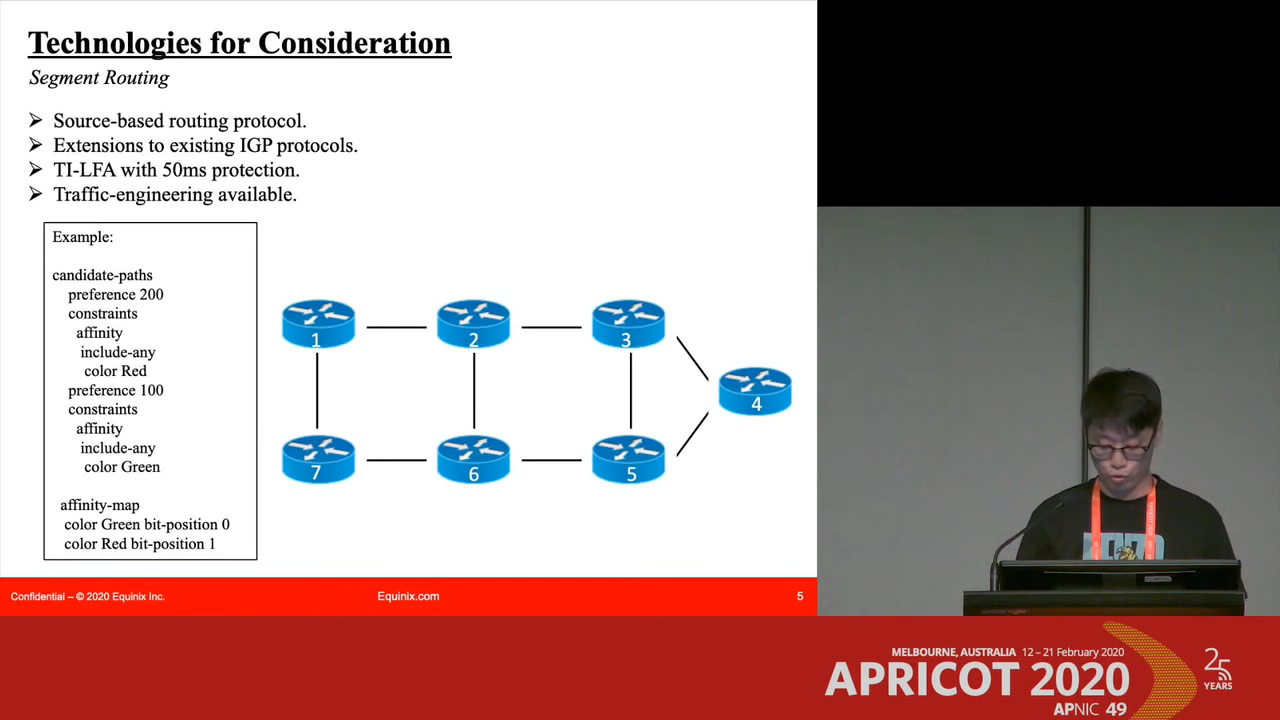 Technologies for Consideration
Segment Routing
➢ Source-based routing protocol.
➢ Extensions to existing IGP protocols.
➢ TI-LFA with 50ms protection.
➢ Traffic-engineering available.
Example:
candidate-paths
preference 200
constraints
affinity
include-any
color Red
preference 100
constraints
affinity
include-any
color Green
affinity-map
color Green bit-position 0
color Red bit-position 1
1
2
3
4
7
6
5
Confidential – © 2020 Equinix Inc.
Equinix.com
5
MELBOURNE, AUSTRALIA 12 – 21 February 2020
APRICOT 2020
APNIC 49
25
YEARS